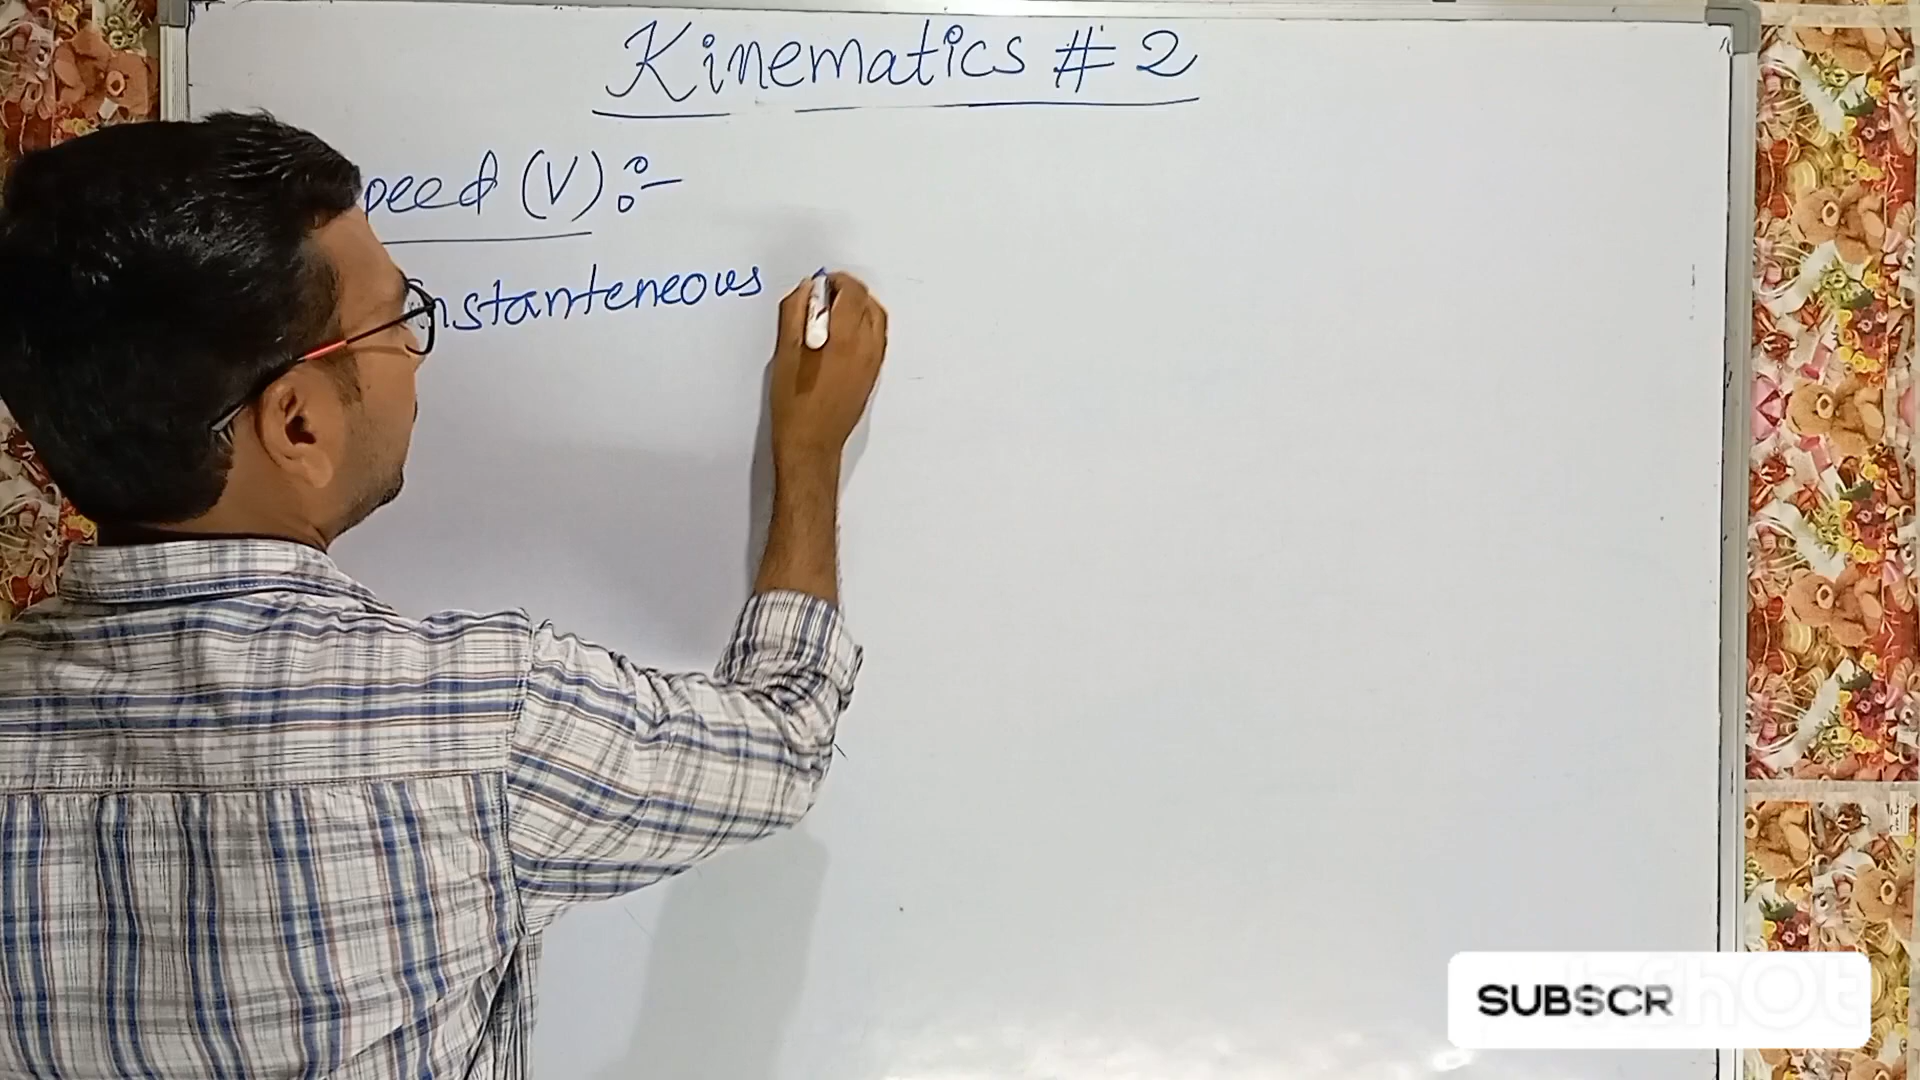 Kinematics # 2
peed (V) :-
nstanteneous
SUBSCR